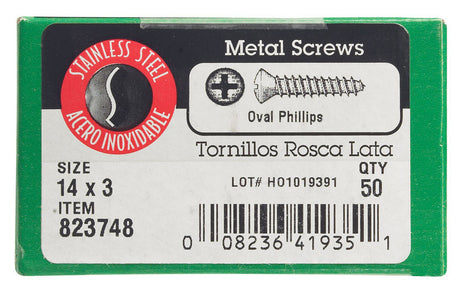 STAINLESS STEEL
ACERO INOXIDABLE
Metal Screws
Oval Phillips
Tornillos Rosca Lata
SIZE
14 x 3
LOT# HO1019391
QTY
50
ITEM
823748
0 08236 41935 1